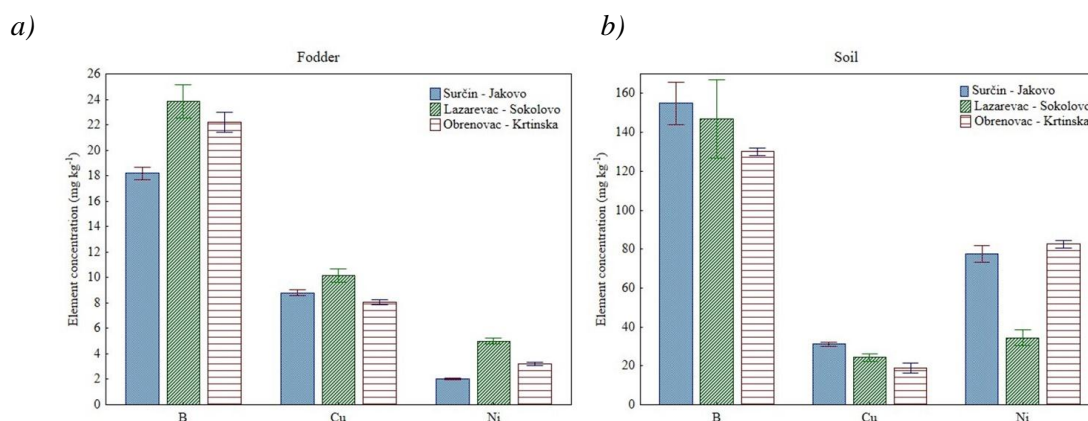 a)
Fodder
Element concentration (mg kg⁻¹)
26
24
22
20
18
16
14
12
10
8
6
4
2
0
Surčin - Jakovo
Lazarevac - Sokolovo
Obrenovac - Krtinska
B Cu Ni
b)
Soil
Element concentration (mg kg⁻¹)
160
140
120
100
80
60
40
20
0
Surčin - Jakovo
Lazarevac - Sokolovo
Obrenovac - Krtinska
B Cu Ni